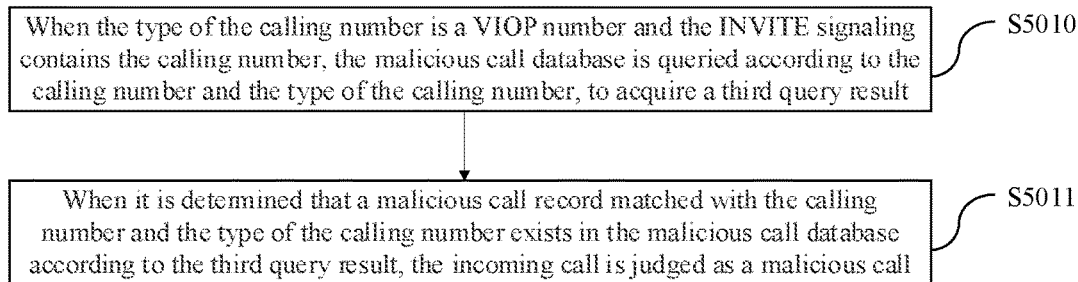 When the type of the calling number is a VIOP number and the INVITE signaling
contains the calling number, the malicious call database is queried according to the
calling number and the type of the calling number, to acquire a third query result
S5010
When it is determined that a malicious call record matched with the calling
number and the type of the calling number exists in the malicious call database
according to the third query result, the incoming call is judged as a malicious call
S5011